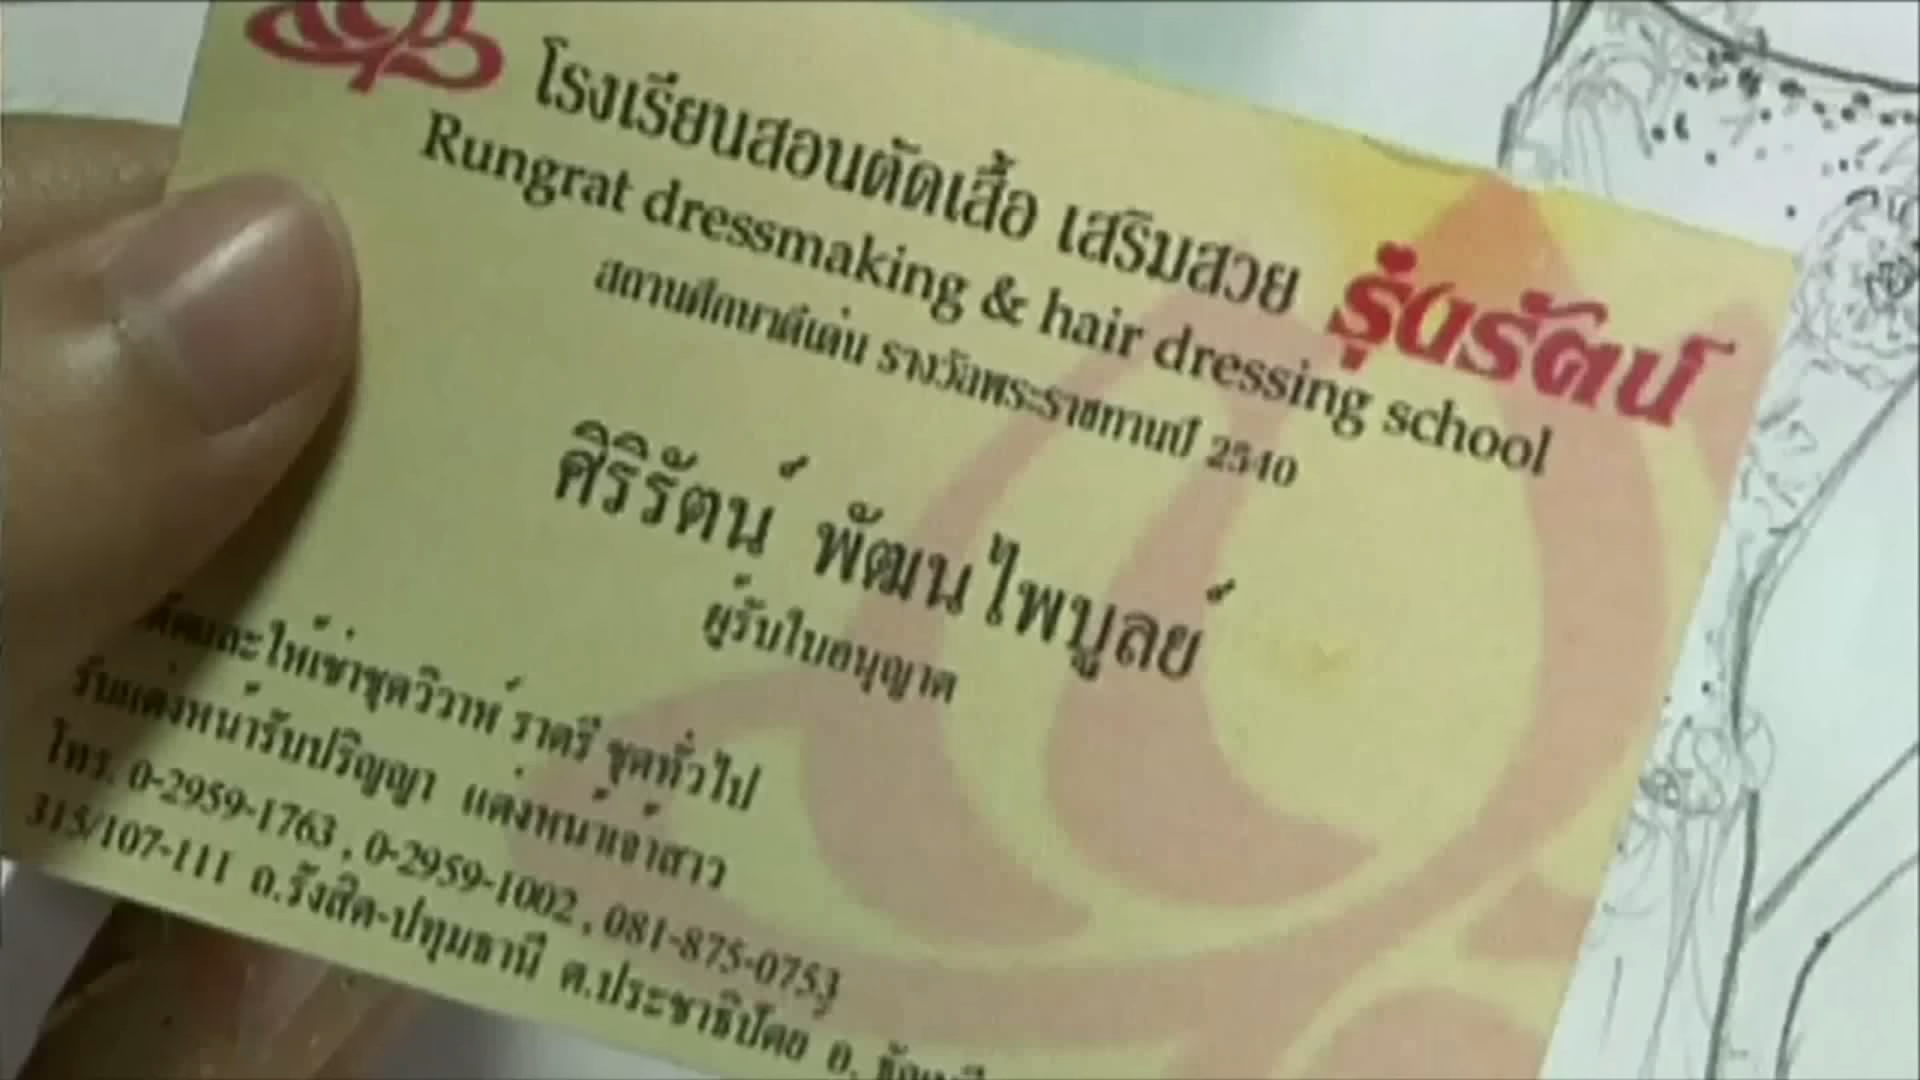 โรงเรียนสอนตัดเสื้อ เสริมสวย รุ่งรัตน์
Rungrat dressmaking & hair dressing school
สถานศึกษาดีเด่น รางวัลพระราชทานปี 2540
ศิริรัตน์ พัฒนไพบูลย์
ผู้รับใบอนุญาต
และให้เช่าชุดวิวาห์ ราตรี ชุดทั่วไป
รับแต่งหน้ารับปริญญา แต่งหน้าเจ้าสาว
โทร. 0-2959-1763 , 0-2959-1002 , 081-875-0753
315/107-111 ถ.รังสิต-ปทุมธานี ต.ประชาธิปัตย์ อ.